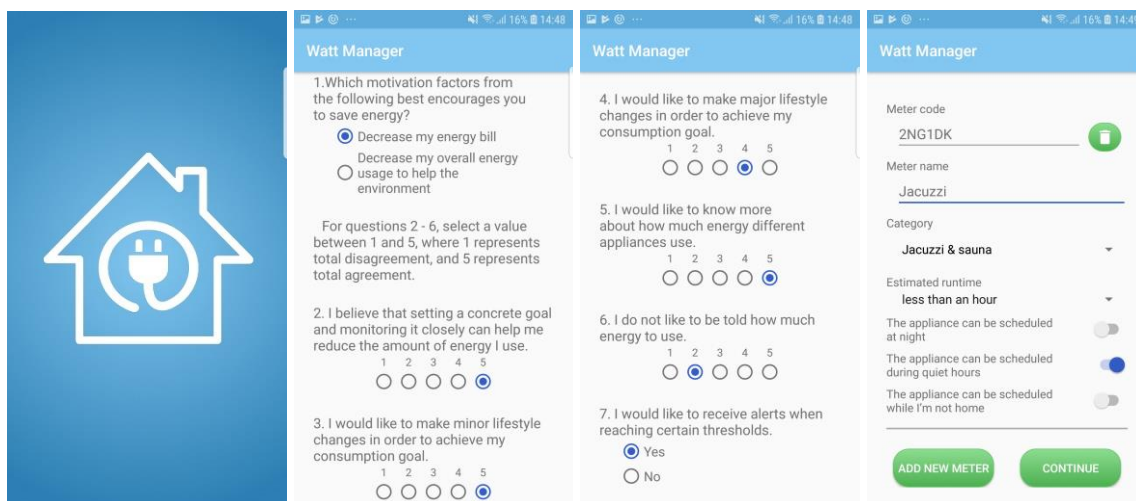 16% 14:48
Watt Manager
1.Which motivation factors from
the following best encourages you
to save energy?
Decrease my energy bill
Decrease my overall energy
usage to help the
environment
For questions 2 - 6, select a value
between 1 and 5, where 1 represents
total disagreement, and 5 represents
total agreement.
2. I believe that setting a concrete goal
and monitoring it closely can help me
reduce the amount of energy I use.
1 2 3 4 5
3. I would like to make minor lifestyle
changes in order to achieve my
consumption goal.
1 2 3 4 5
16% 14:48
Watt Manager
4. I would like to make major lifestyle
changes in order to achieve my
consumption goal.
1 2 3 4 5
5. I would like to know more
about how much energy different
appliances use.
1 2 3 4 5
6. I do not like to be told how much
energy to use.
1 2 3 4 5
7. I would like to receive alerts when
reaching certain thresholds.
Yes
No
16% 14:49
Watt Manager
Meter code
2NG1DK
Meter name
Jacuzzi
Category
Jacuzzi & sauna
Estimated runtime
less than an hour
The appliance can be scheduled
at night
The appliance can be scheduled
during quiet hours
The appliance can be scheduled
while I'm not home
ADD NEW METER
CONTINUE